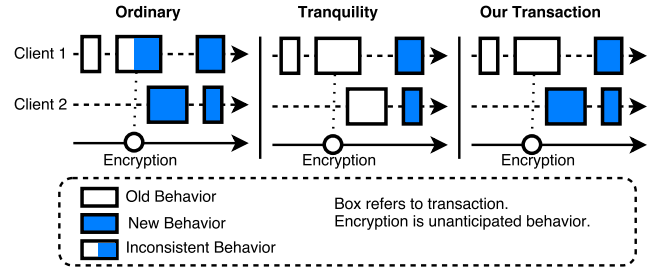 Ordinary
Tranquility
Our Transaction
Client 1
Client 2
Encryption
Encryption
Encryption
Old Behavior
New Behavior
Inconsistent Behavior
Box refers to transaction.
Encryption is unanticipated behavior.